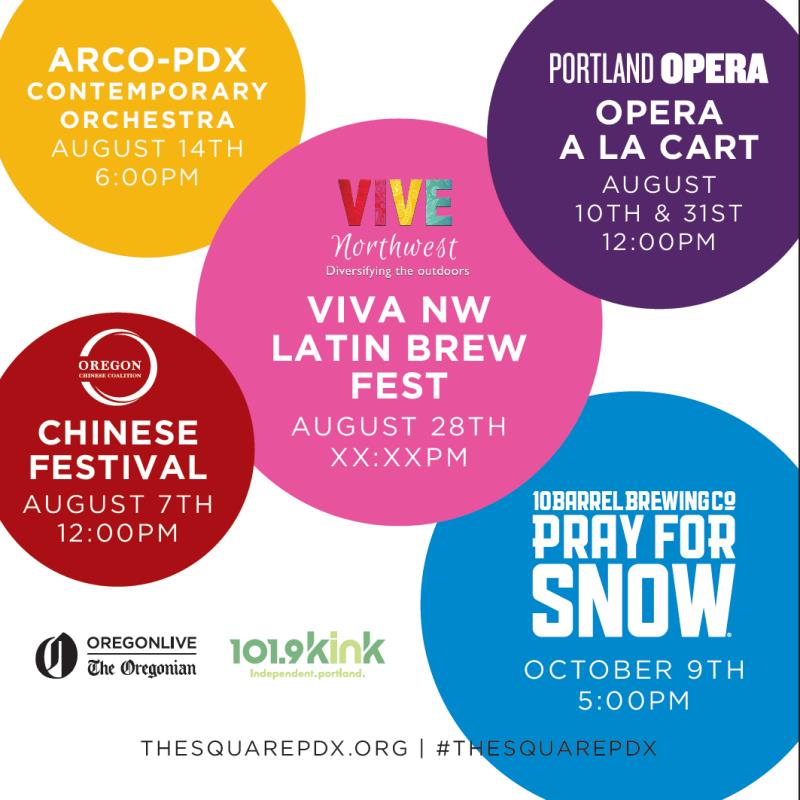 ARCO-PDX
CONTEMPORARY
ORCHESTRA
AUGUST 14TH
6:00PM
PORTLAND OPERA
OPERA
A LA CART
AUGUST
10TH & 31ST
12:00PM
VIVE
Northwest
Diversifying the outdoors
VIVA NW
LATIN BREW
FEST
AUGUST 28TH
XX:XXPM
OREGON
CHINESE COALITION
CHINESE
FESTIVAL
AUGUST 7TH
12:00PM
10 BARREL BREWING CO
PRAY FOR
SNOW
OCTOBER 9TH
5:00PM
OREGONLIVE
The Oregonian
101.9kink
Independent.portland.
THESQUAREPDX.ORG | #THESQUAREPDX